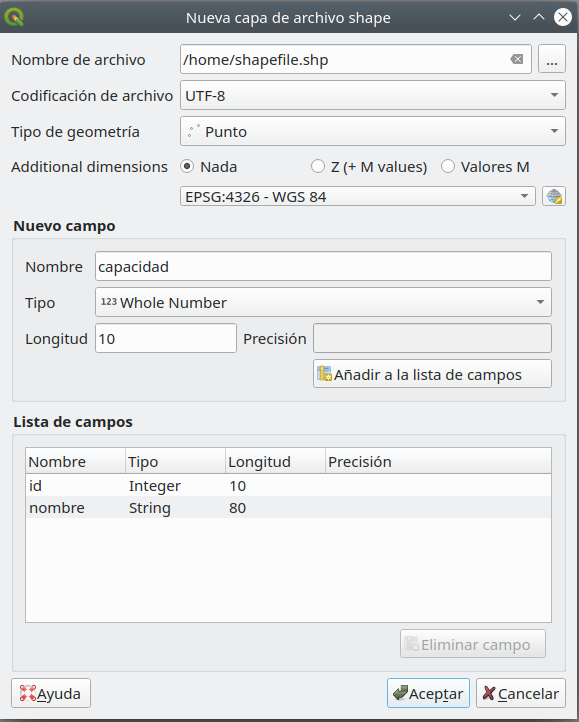 Nueva capa de archivo shape
Nombre de archivo /home/shapefile.shp ...
Codificación de archivo UTF-8
Tipo de geometría Punto
Additional dimensions Nada Z (+ M values) Valores M
EPSG:4326 - WGS 84
Nuevo campo
Nombre capacidad
Tipo 123 Whole Number
Longitud 10 Precisión
Añadir a la lista de campos
Lista de campos
Nombre Tipo Longitud Precisión
id Integer 10
nombre String 80
Eliminar campo
Ayuda Aceptar Cancelar